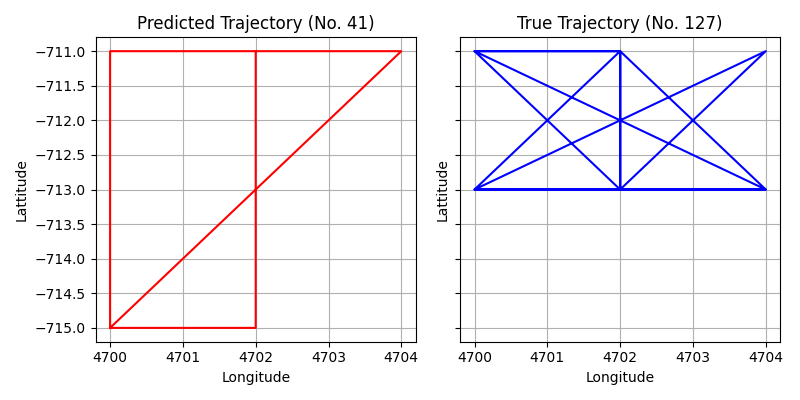 Predicted Trajectory (No. 41)
True Trajectory (No. 127)
Lattitude
−711.0
−711.5
−712.0
−712.5
−713.0
−713.5
−714.0
−714.5
−715.0
4700 4701 4702 4703 4704
Longitude
Lattitude
4700 4701 4702 4703 4704
Longitude